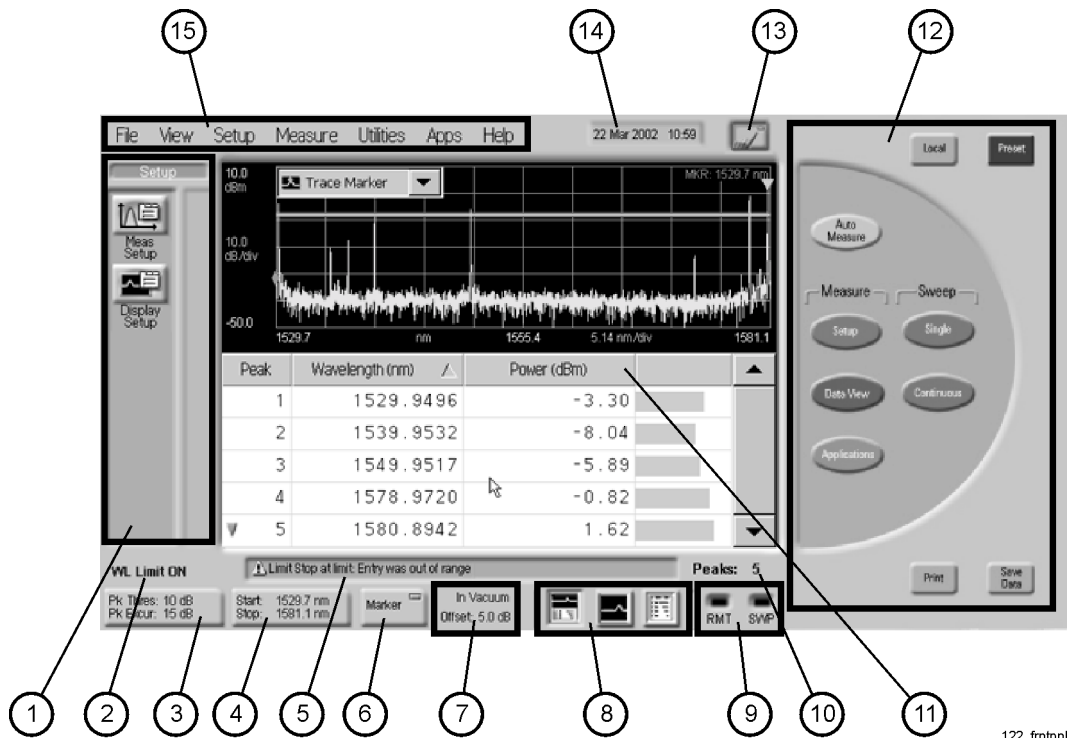 15
14
13
12
File View Setup Measure Utilities Apps Help
22 Mar 2002 10:59
Local
Preset
Setup
Meas
Setup
Display
Setup
10.0
dBm
Trace Marker
MKR: 1529.7 nm
10.0
dB/div
-50.0
1529.7 nm 1555.4 5.14 nm/div 1581.1
Auto
Measure
Measure
Sweep
Setup
Single
Data View
Continuous
Applications
Peak Wavelength (nm) Power (dBm)
1 1529.9496 -3.30
2 1539.9532 -8.04
3 1549.9517 -5.89
4 1578.9720 -0.82
5 1580.8942 1.62
WL Limit ON
Limit Stop at limit: Entry was out of range
Peaks: 5
Print
Save
Data
Pk Thres: 10 dB
Pk Excur: 15 dB
Start: 1529.7 nm
Stop: 1581.1 nm
Marker
In Vacuum
Offset: 5.0 dB
RMT SWP
1
2
3
4
5
6
7
8
9
10
11